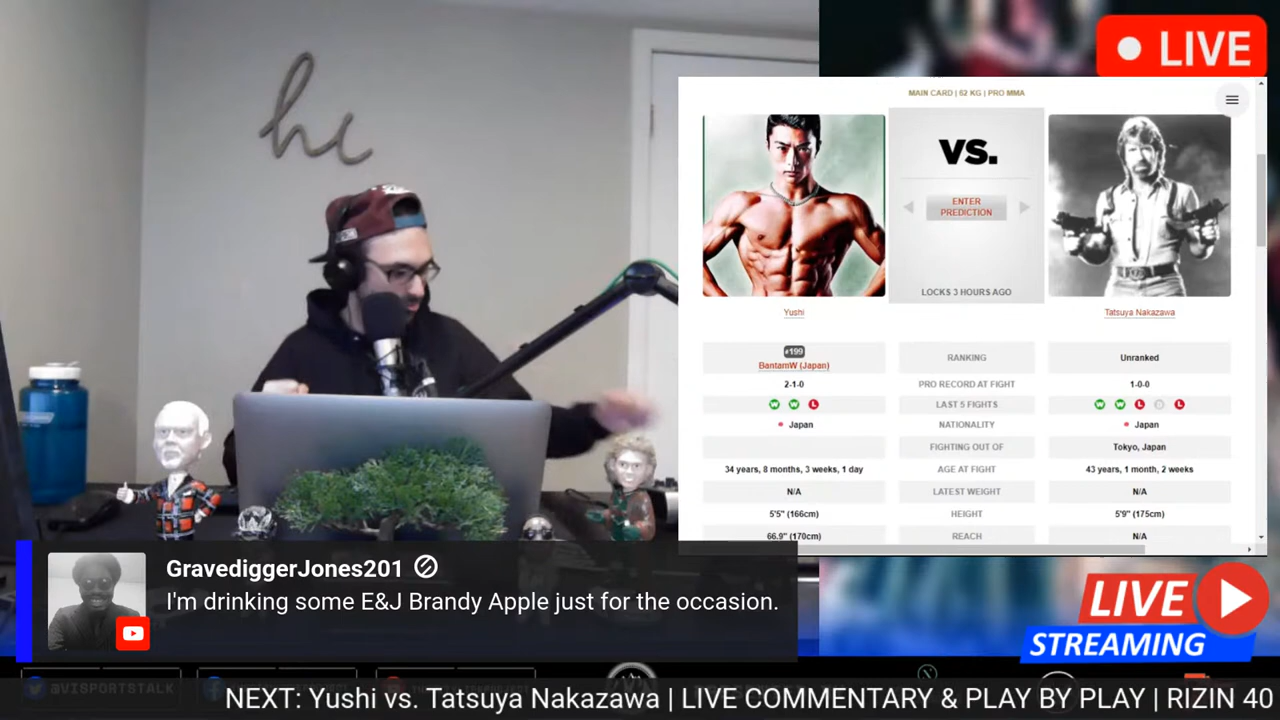 hi
LIVE
MAIN CARD | 52 KG | PRO MMA
VS.
ENTER
PREDICTION
LOCKS 3 HOURS AGO
Yushi
Tatsuya Nakazawa
#199
BantamW (Japan)
RANKING
Unranked
2-1-0
PRO RECORD AT FIGHT
1-0-0
W W L
LAST 5 FIGHTS
W W L D L
Japan
NATIONALITY
Japan
FIGHTING OUT OF
Tokyo, Japan
34 years, 8 months, 3 weeks, 1 day
AGE AT FIGHT
43 years, 1 month, 2 weeks
N/A
LATEST WEIGHT
N/A
5'5" (166cm)
HEIGHT
5'9" (175cm)
66.9" (170cm)
REACH
N/A
GravediggerJones201
I'm drinking some E&J Brandy Apple just for the occasion.
LIVE
STREAMING
@VISPORTSTALK
NEXT: Yushi vs. Tatsuya Nakazawa | LIVE COMMENTARY & PLAY BY PLAY | RIZIN 40